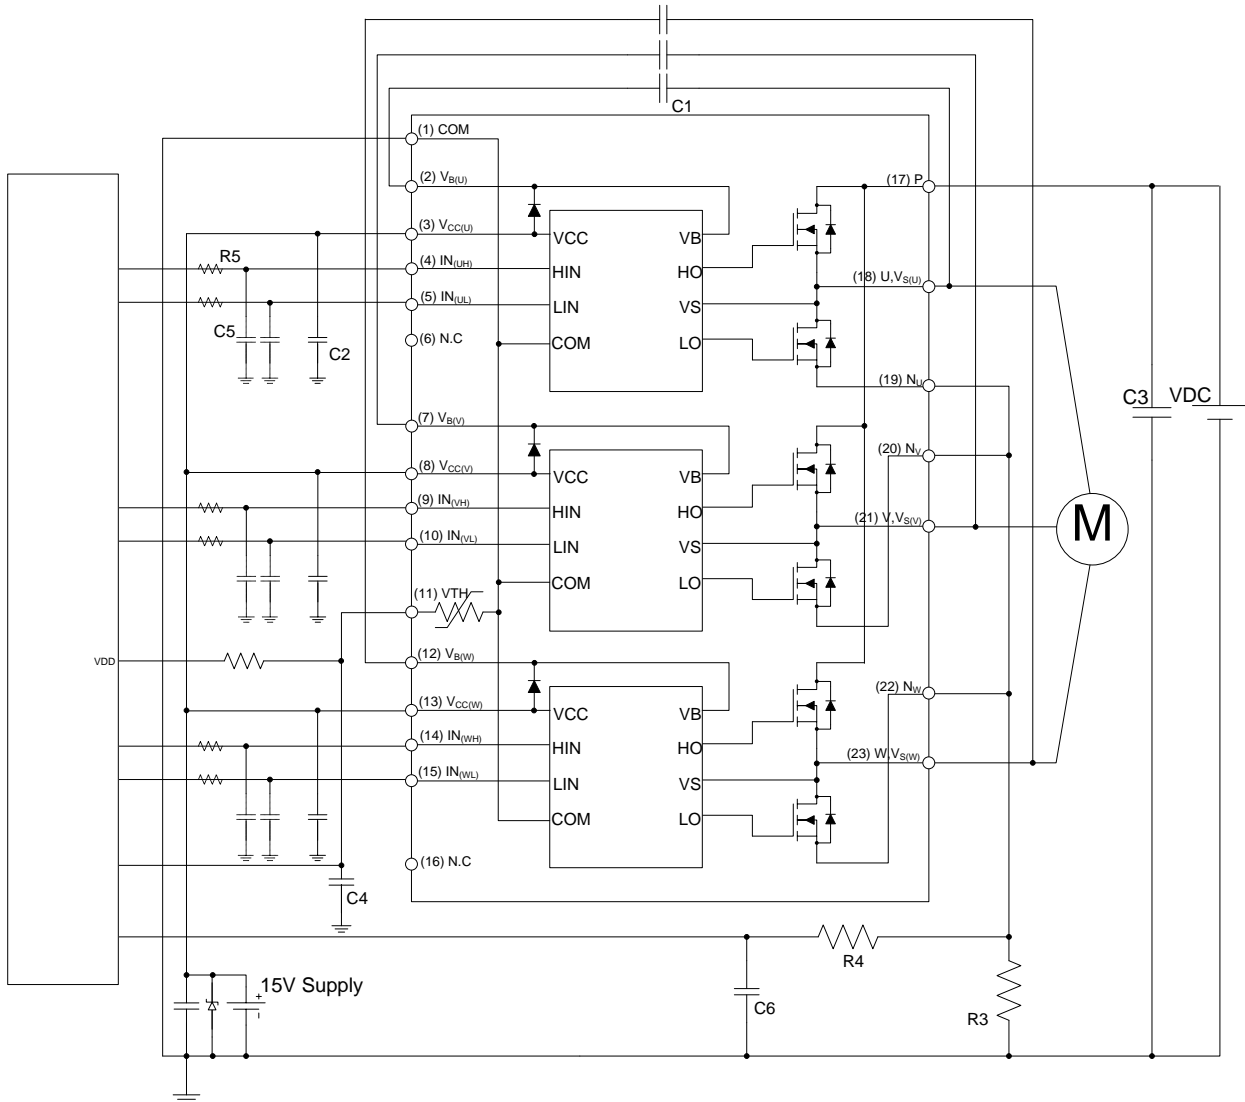 C1
(1) COM
(2) VB(U)
(17) P
(3) VCC(U)
VCC
VB
R5
(4) IN(UH)
HIN
HO
(18) U,VS(U)
(5) IN(UL)
LIN
VS
C5
(6) N.C
COM
LO
C2
(19) NU
C3
VDC
(7) VB(V)
(20) NV
(8) VCC(V)
VCC
VB
(9) IN(VH)
HIN
HO
(21) V,VS(V)
M
(10) IN(VL)
LIN
VS
COM
LO
(11) VTH
VDD
(12) VB(W)
(22) NW
(13) VCC(W)
VCC
VB
(14) IN(WH)
HIN
HO
(23) W,VS(W)
(15) IN(WL)
LIN
VS
COM
LO
(16) N.C
C4
R4
15V Supply
+
-
C6
R3